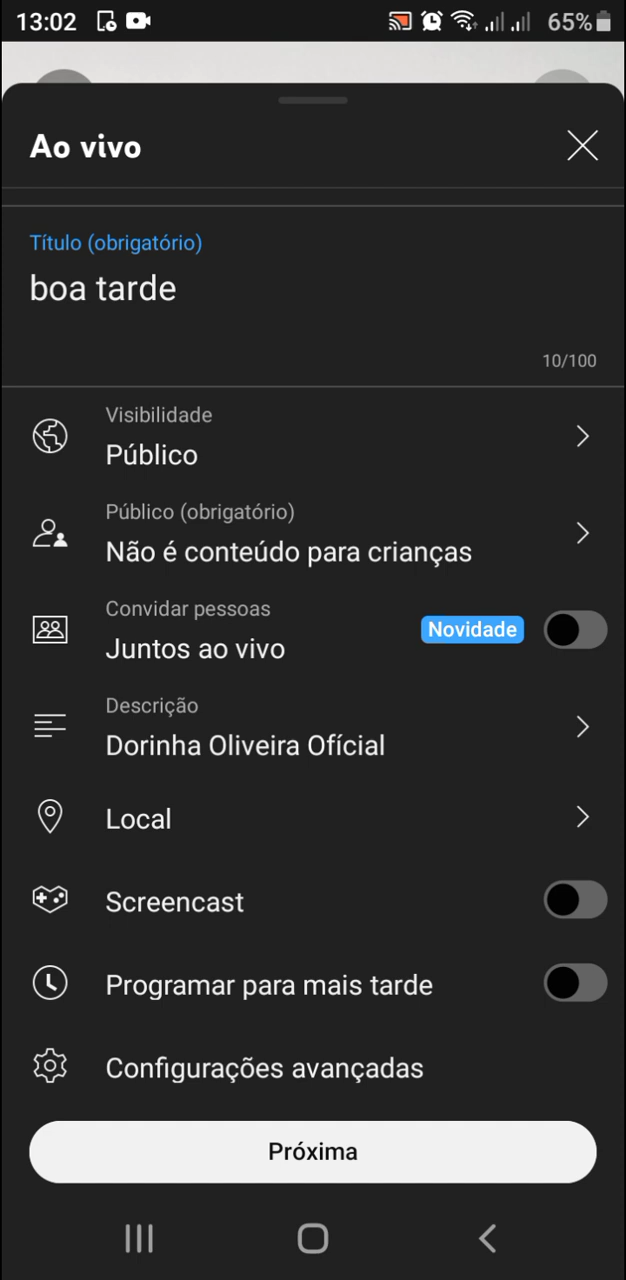 13:02
65%
Ao vivo
Título (obrigatório)
boa tarde
10/100
Visibilidade
Público
Público (obrigatório)
Não é conteúdo para crianças
Convidar pessoas
Novidade
Juntos ao vivo
Descrição
Dorinha Oliveira Ofícial
Local
Screencast
Programar para mais tarde
Configurações avançadas
Próxima